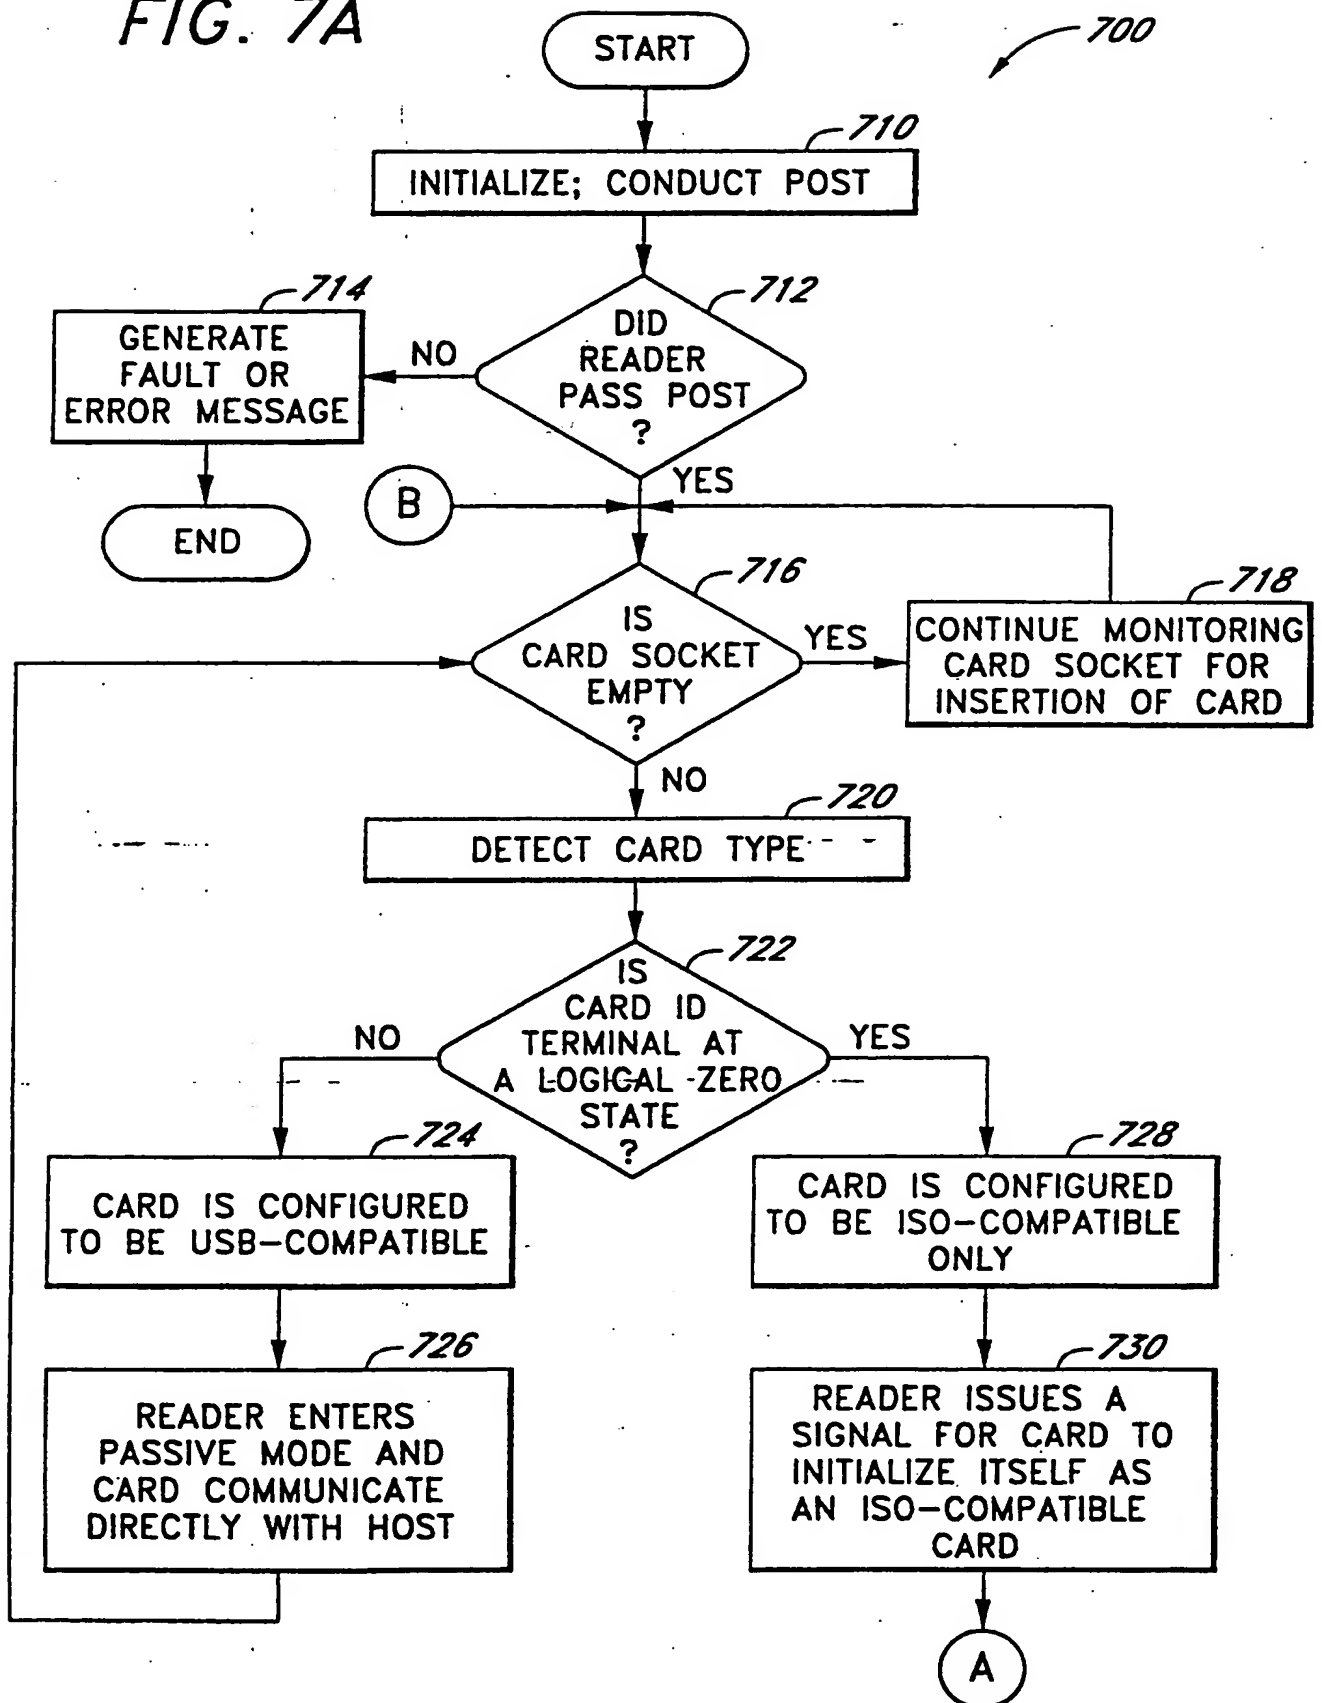 FIG. 7A
START
700
710
INITIALIZE; CONDUCT POST
714
712
GENERATE
FAULT OR
ERROR MESSAGE
NO
DID
READER
PASS POST
?
YES
B
END
716
718
IS
CARD SOCKET
EMPTY
?
YES
CONTINUE MONITORING
CARD SOCKET FOR
INSERTION OF CARD
NO
720
DETECT CARD TYPE
722
IS
CARD ID
TERMINAL AT
A LOGICAL ZERO
STATE
?
NO
YES
724
728
CARD IS CONFIGURED
TO BE USB-COMPATIBLE
CARD IS CONFIGURED
TO BE ISO-COMPATIBLE
ONLY
726
730
READER ENTERS
PASSIVE MODE AND
CARD COMMUNICATE
DIRECTLY WITH HOST
READER ISSUES A
SIGNAL FOR CARD TO
INITIALIZE ITSELF AS
AN ISO-COMPATIBLE
CARD
A